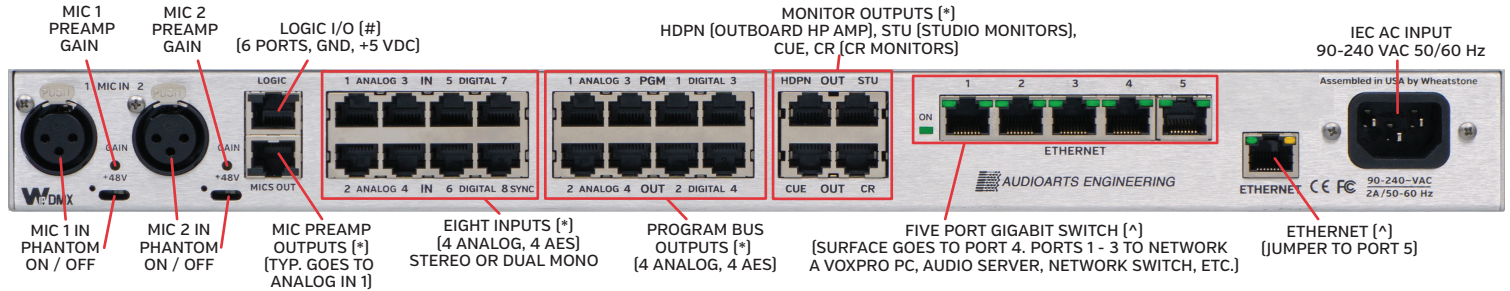 MIC 1
PREAMP
GAIN
MIC 2
PREAMP
GAIN
LOGIC I/O (#)
(6 PORTS, GND, +5 VDC)
MONITOR OUTPUTS (*)
HDPN (OUTBOARD HP AMP), STU (STUDIO MONITORS),
CUE, CR (CR MONITORS)
IEC AC INPUT
90-240 VAC 50/60 Hz
PUSH
1 MIC IN 2
PUSH
GAIN
+48V
GAIN
+48V
W DMX
LOGIC
MICS OUT
1 ANALOG 3 IN 5 DIGITAL 7
2 ANALOG 4 IN 6 DIGITAL 8 SYNC
1 ANALOG 3 PGM 1 DIGITAL 3
2 ANALOG 4 OUT 2 DIGITAL 4
HDPN OUT STU
CUE OUT CR
1 2 3 4 5
ON
ETHERNET
AUDIOARTS ENGINEERING
ETHERNET
CE FC
Assembled in USA by Wheatstone
90-240~VAC
2A/50-60 Hz
MIC 1 IN
PHANTOM
ON / OFF
MIC 2 IN
PHANTOM
ON / OFF
MIC PREAMP
OUTPUTS (*)
(TYP. GOES TO
ANALOG IN 1)
EIGHT INPUTS (*)
(4 ANALOG, 4 AES)
STEREO OR DUAL MONO
PROGRAM BUS
OUTPUTS (*)
(4 ANALOG, 4 AES)
FIVE PORT GIGABIT SWITCH (^)
(SURFACE GOES TO PORT 4. PORTS 1 - 3 TO NETWORK
A VOXPRO PC, AUDIO SERVER, NETWORK SWITCH, ETC.)
ETHERNET (^)
(JUMPER TO PORT 5)